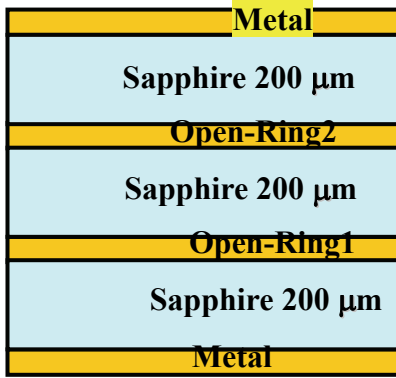 Metal
Sapphire 200 μm
Open-Ring2
Sapphire 200 μm
Open-Ring1
Sapphire 200 μm
Metal